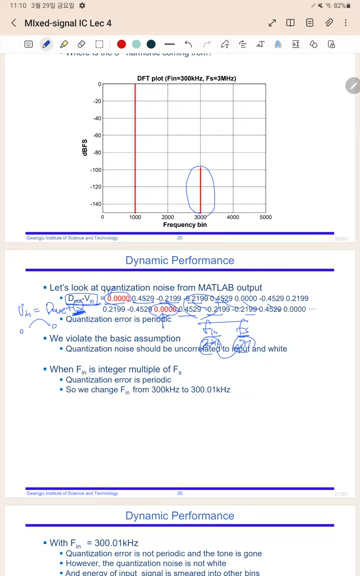 11:10 3월 29일 금요일
82%
MIxed-signal IC Lec 4
DFT plot (Fin=300kHz, Fs=3MHz)
dBFS
0
-20
-40
-60
-80
-100
-120
-140
0 1000 2000 3000 4000 5000
Frequency bin
Gwangju Institute of Science and Technology 25
Dynamic Performance
Let's look at quantization noise from MATLAB output
= 0.0000 0.4529 -0.2199 -0.2199 0.4529 0.0000 -0.4529 0.2199
0.2199 -0.4529 0.0000 0.4529 -0.2199 -0.2199 0.4529 0.0000 ⋯
Quantization error is periodic
We violate the basic assumption
Quantization noise should be uncorrelated to input and white
When Fin is integer multiple of Fs
Quantization error is periodic
So we change Fin from 300kHz to 300.01kHz
Gwangju Institute of Science and Technology 26
Dynamic Performance
With Fin = 300.01kHz
Quantization error is not periodic and the tone is gone
However, the quantization noise is not white
And energy of input signal is smeared into other bins